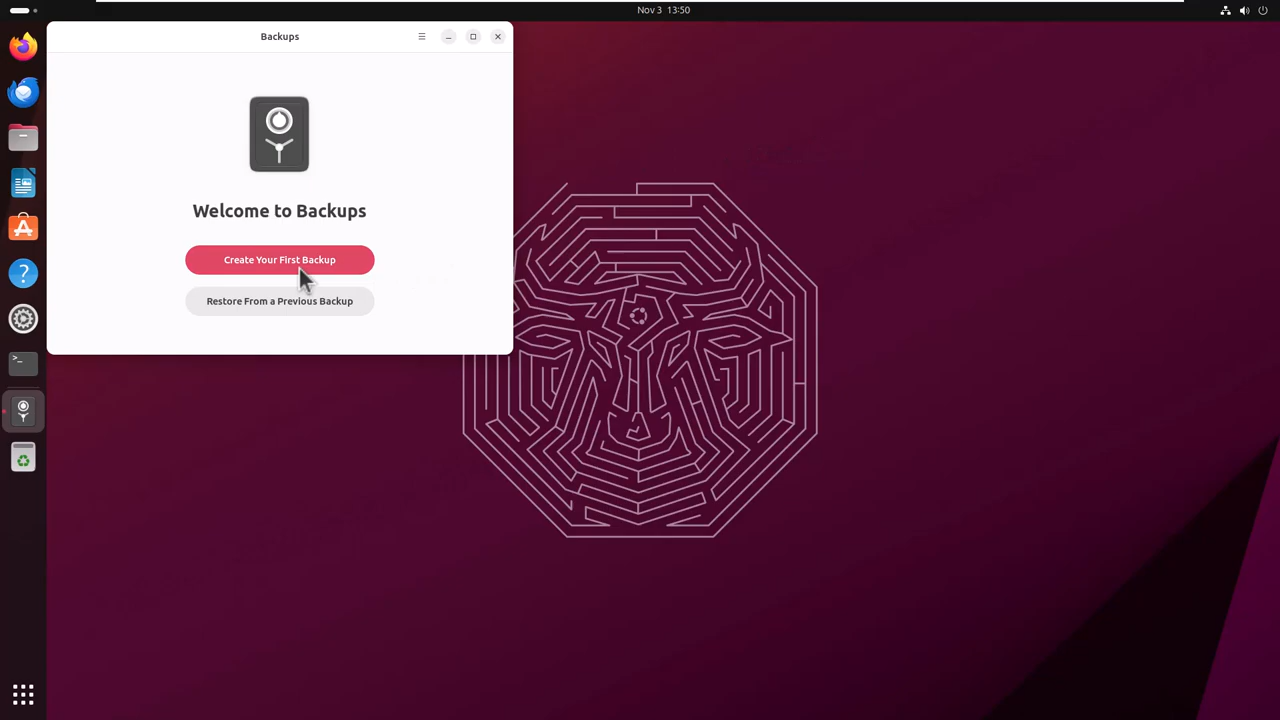 Nov 3 13:50
Backups
Welcome to Backups
Create Your First Backup
Restore From a Previous Backup